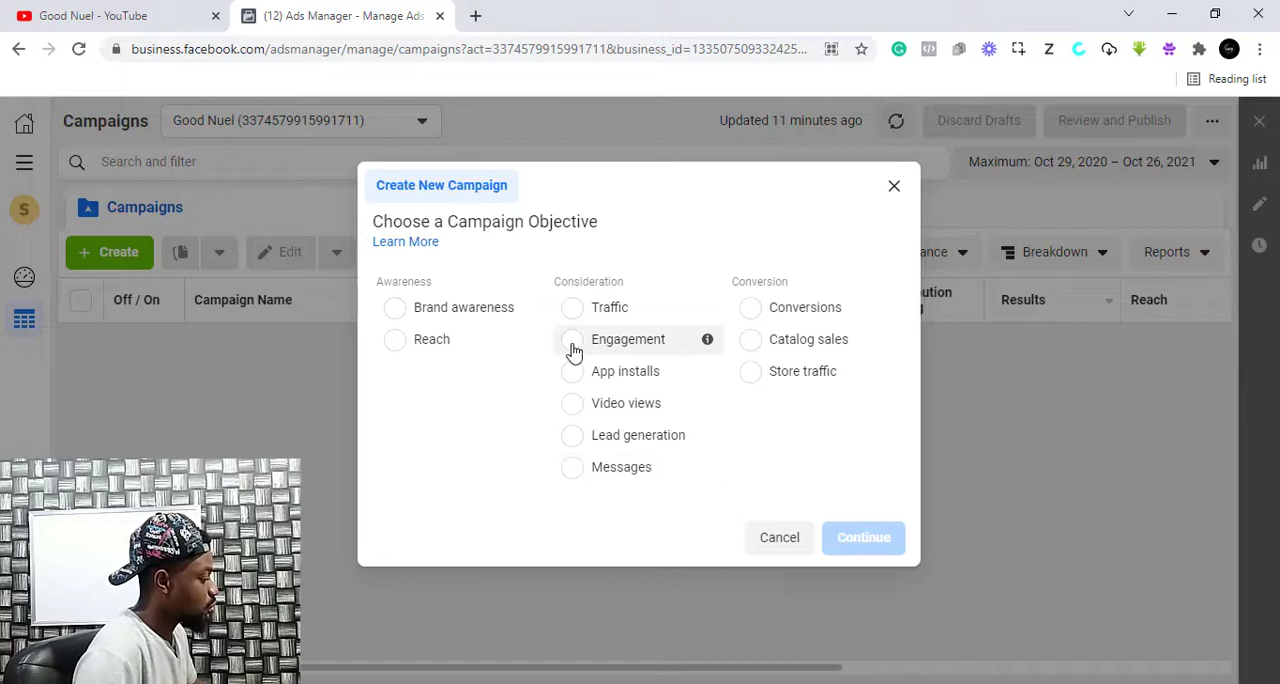 Good Nuel - YouTube
(12) Ads Manager - Manage Ads
business.facebook.com/adsmanager/manage/campaigns?act=3374579915991711&business_id=133507509332425...
Reading list
Campaigns
Good Nuel (3374579915991711)
Updated 11 minutes ago
Discard Drafts
Review and Publish
Search and filter
Maximum: Oct 29, 2020 – Oct 26, 2021
Create New Campaign
S
Campaigns
Choose a Campaign Objective
Learn More
+ Create
Edit
Breakdown
Reports
Awareness
Consideration
Conversion
Off / On
Campaign Name
Results
Reach
Brand awareness
Traffic
Conversions
Reach
Engagement
Catalog sales
App installs
Store traffic
Video views
Lead generation
Messages
Cancel
Continue